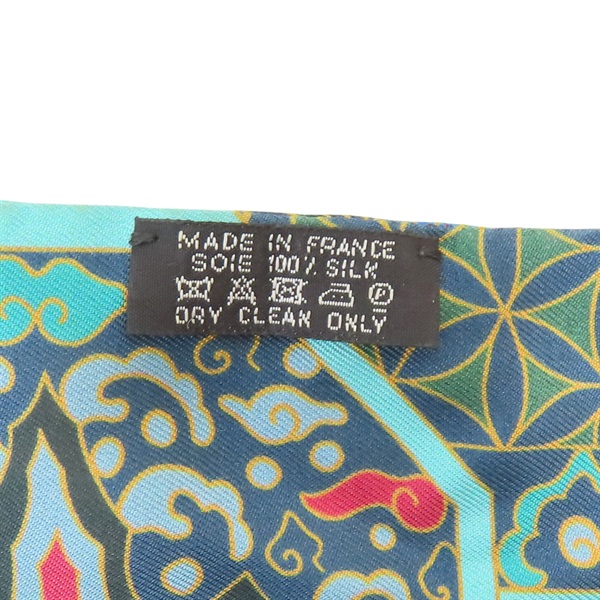 MADE IN FRANCE
SOIE 100% SILK
DRY CLEAN ONLY